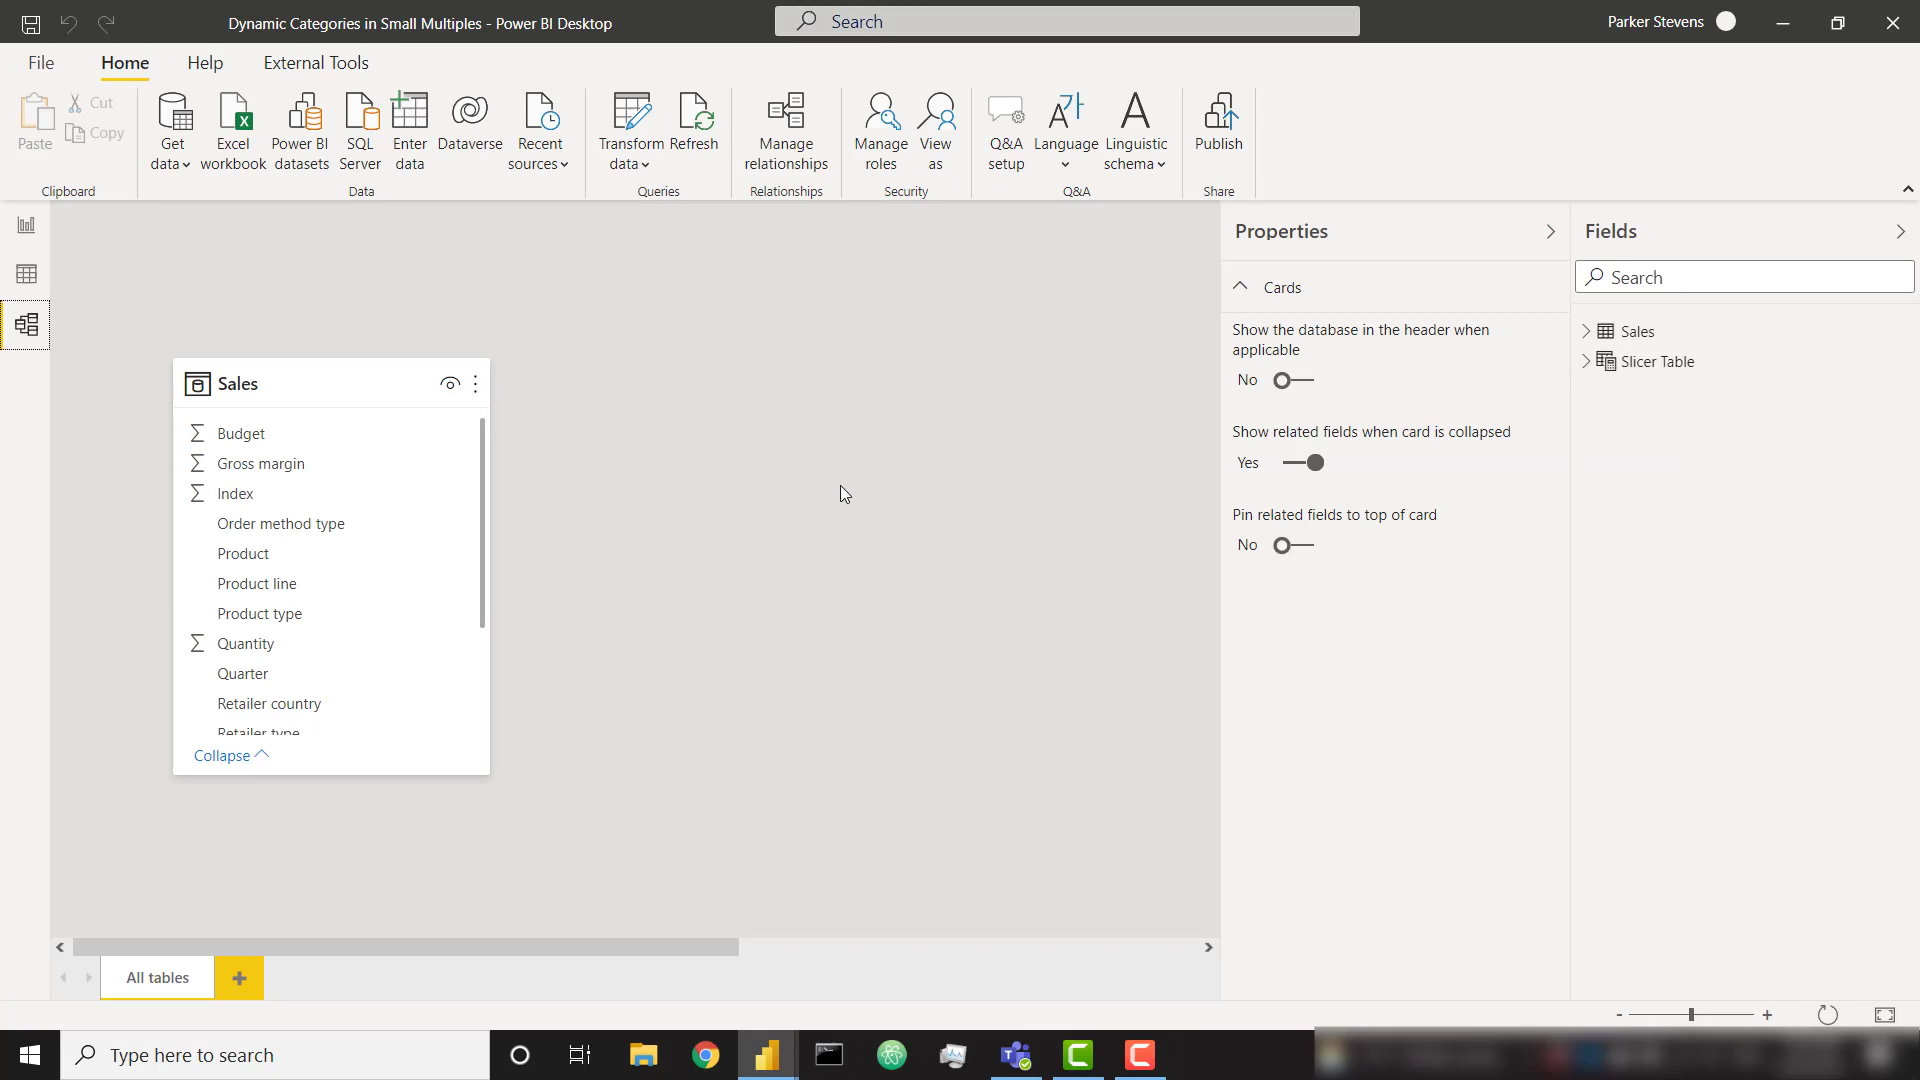 Dynamic Categories in Small Multiples - Power BI Desktop
Search
Parker Stevens
File
Home
Help
External Tools
Paste
Cut
Copy
Clipboard
Get data
Excel workbook
Power BI datasets
SQL Server
Enter data
Dataverse
Recent sources
Data
Transform data
Refresh
Queries
Manage relationships
Relationships
Manage roles
View as
Security
Q&A setup
Language
Linguistic schema
Q&A
Publish
Share
Sales
Budget
Gross margin
Index
Order method type
Product
Product line
Product type
Quantity
Quarter
Retailer country
Retailer type
Collapse
Properties
Cards
Show the database in the header when
applicable
No
Show related fields when card is collapsed
Yes
Pin related fields to top of card
No
Fields
Search
Sales
Slicer Table
All tables
Type here to search